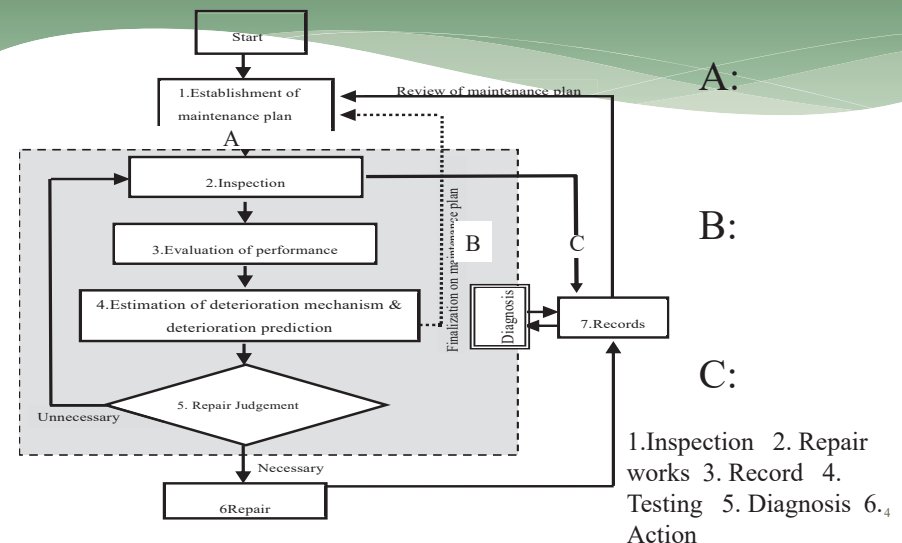 Start
1.Establishment of
maintenance plan
Review of maintenance plan
A
2.Inspection
3.Evaluation of performance
4.Estimation of deterioration mechanism &
deterioration prediction
Finalization on maintenance plan
B
C
Diagnosis
7.Records
5. Repair Judgement
Unnecessary
Necessary
6Repair
A:
B:
C:
1.Inspection 2. Repair
works 3. Record 4.
Testing 5. Diagnosis 6.
Action
4